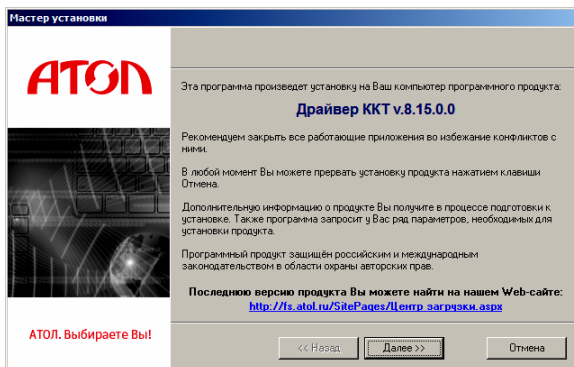 Мастер установки
АТОЛ
Эта программа произведет установку на Ваш компьютер программного продукта:
Драйвер ККТ v.8.15.0.0
Рекомендуем закрыть все работающие приложения во избежание конфликтов с
ними.
В любой момент Вы можете прервать установку продукта нажатием клавиши
Отмена.
Дополнительную информацию о продукте Вы получите в процессе подготовки к
установке. Также программа запросит у Вас ряд параметров, необходимых для
установки продукта.
Программный продукт защищён российским и международным
законодательством в области охраны авторских прав.
Последнюю версию продукта Вы можете найти на нашем Web-сайте:
http://fs.atol.ru/SitePages/Центр загрузки.aspx
АТОЛ. Выбираете Вы!
<< Назад
Далее >>
Отмена